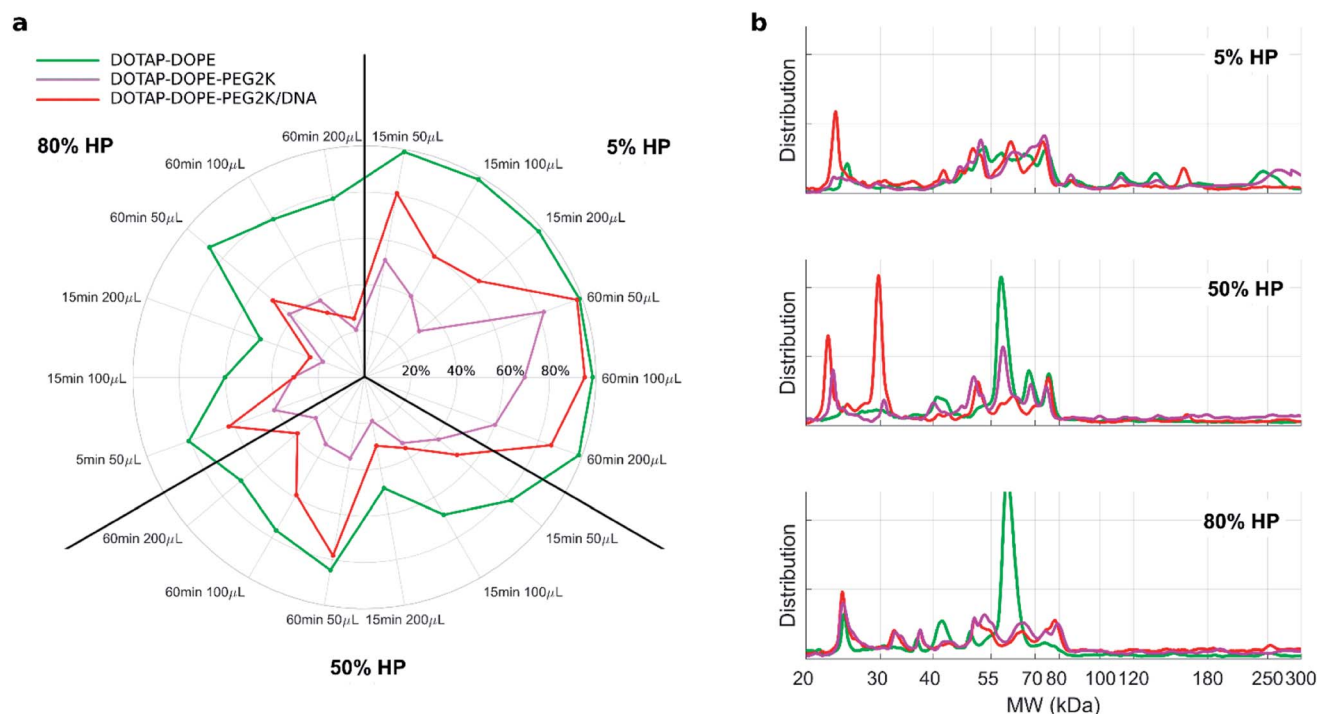 a
DOTAP-DOPE
DOTAP-DOPE-PEG2K
DOTAP-DOPE-PEG2K/DNA
80% HP
5% HP
50% HP
60min 200μL
15min 50μL
15min 100μL
15min 200μL
60min 50μL
60min 100μL
60min 200μL
15min 50μL
15min 100μL
15min 200μL
60min 50μL
60min 100μL
60min 200μL
5min 50μL
15min 100μL
15min 200μL
60min 50μL
60min 100μL
20% 40% 60% 80%
b
5% HP
Distribution
50% HP
Distribution
80% HP
Distribution
20 30 40 55 70 80 100 120 180 250 300
MW (kDa)